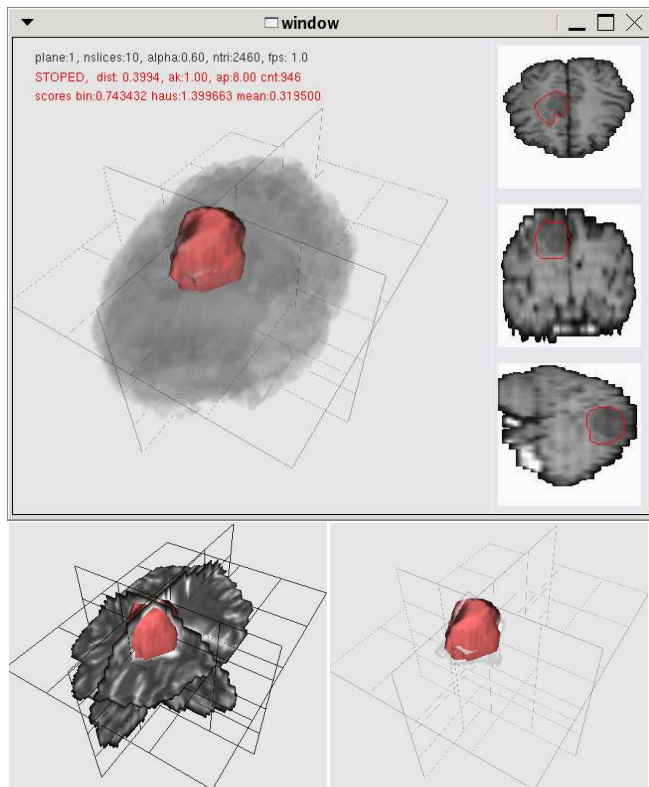 window
plane:1, nslices:10, alpha:0.60, ntri:2460, fps: 1.0
STOPED, dist: 0.3994, ak:1.00, ap:8.00 cnt:946
scores bin:0.743432 haus:1.399663 mean:0.319500